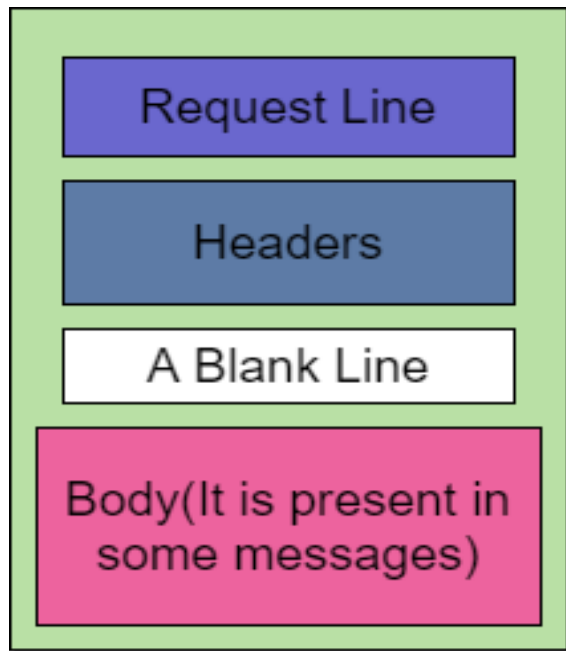 Request Line
Headers
A Blank Line
Body(It is present in
some messages)